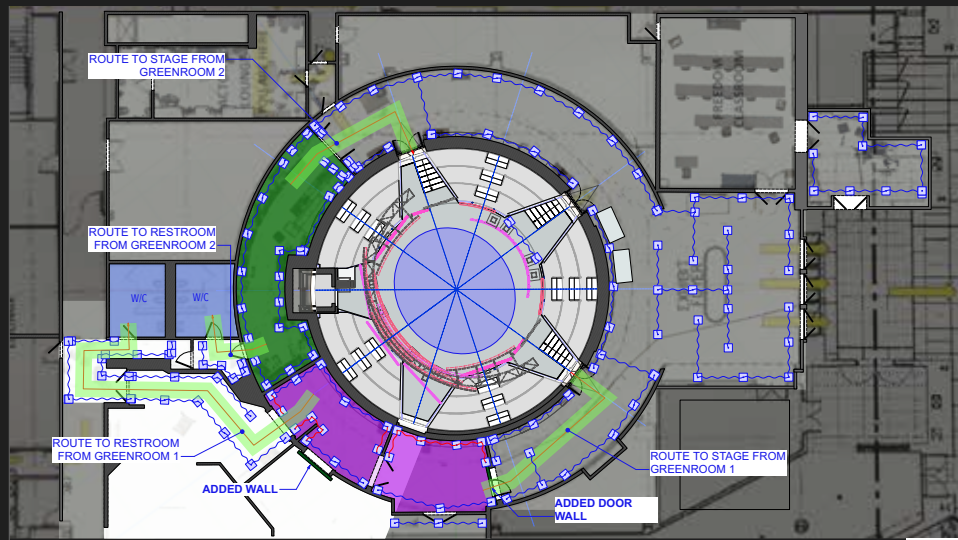 ROUTE TO STAGE FROM
GREENROOM 2
FREEDOM
CLASSROOM
ROUTE TO RESTROOM
FROM GREENROOM 2
W/C
W/C
ROUTE TO RESTROOM
FROM GREENROOM 1
ADDED WALL
ROUTE TO STAGE FROM
GREENROOM 1
ADDED DOOR
WALL